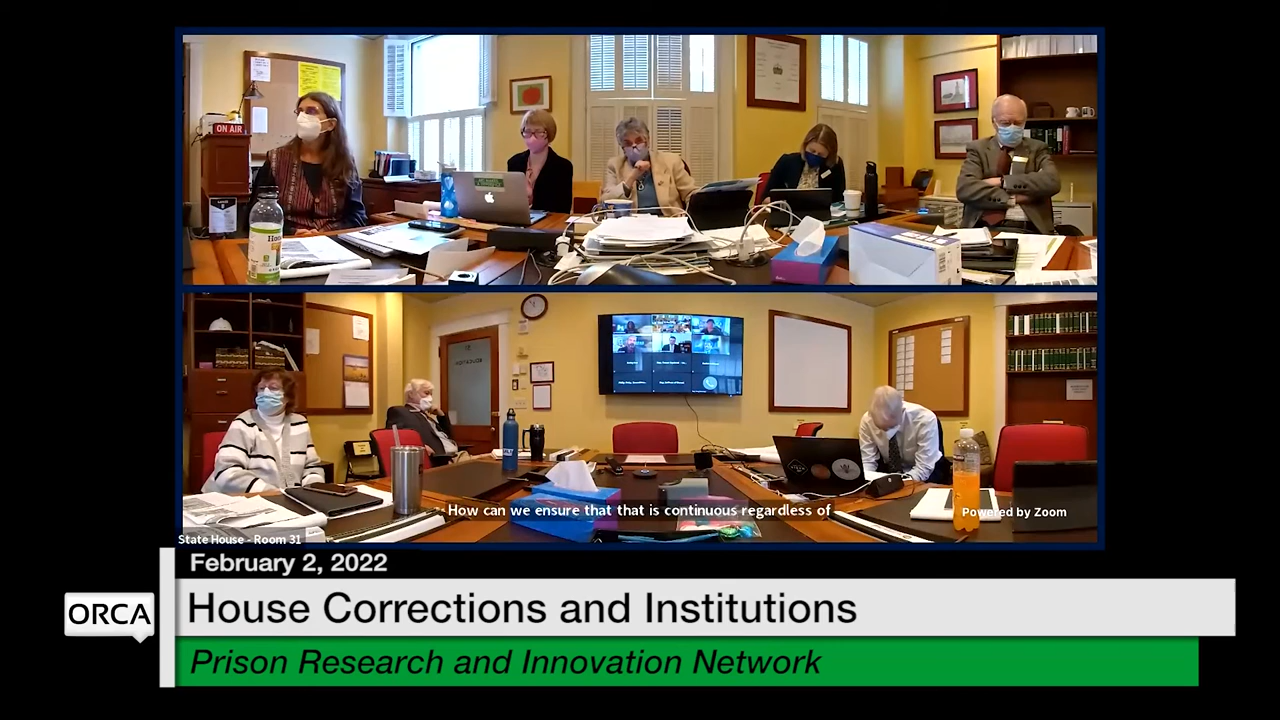 ON AIR
How can we ensure that that is continuous regardless of
Powered by Zoom
State House - Room 31
February 2, 2022
ORCA
House Corrections and Institutions
Prison Research and Innovation Network